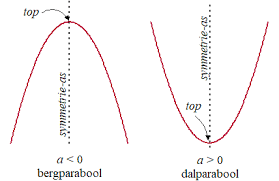 top
symmetrie-as
a < 0
bergparabool
symmetrie-as
top
a > 0
dalparabool